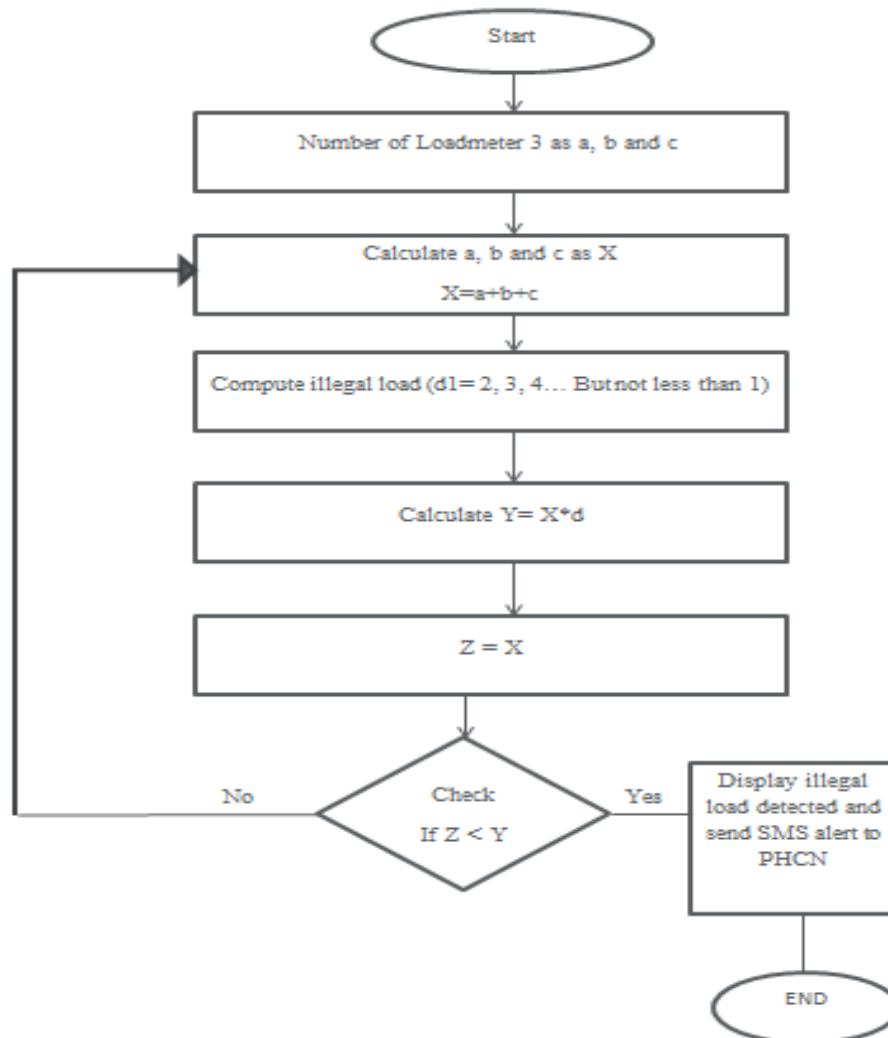 Start
Number of Loadmeter 3 as a, b and c
Calculate a, b and c as X
X=a+b+c
Compute illegal load (d1= 2, 3, 4... But not less than 1)
Calculate Y= X*d
Z = X
Check
If Z < Y
No
Yes
Display illegal
load detected and
send SMS alert to
PHCN
END